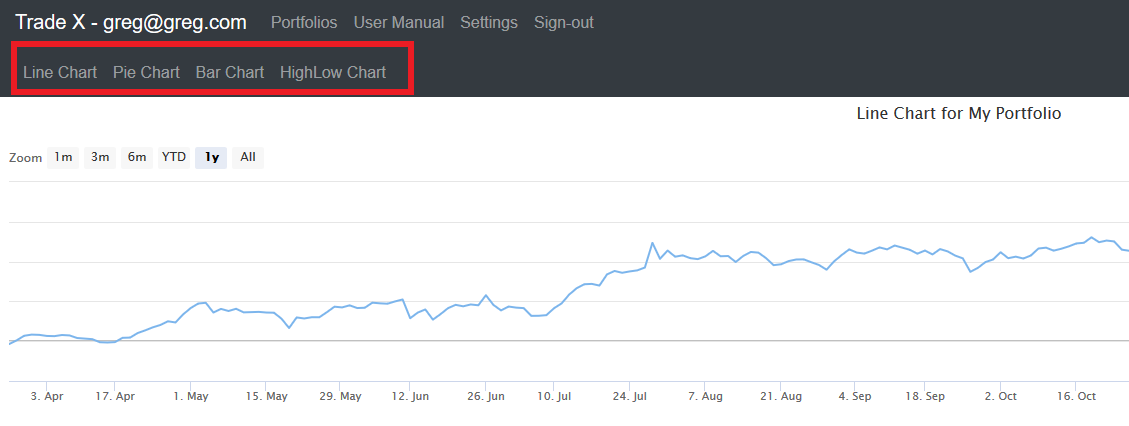 Trade X - greg@greg.com Portfolios User Manual Settings Sign-out
Line Chart Pie Chart Bar Chart HighLow Chart
Line Chart for My Portfolio
Zoom 1m 3m 6m YTD 1y All
3. Apr 17. Apr 1. May 15. May 29. May 12. Jun 26. Jun 10. Jul 24. Jul 7. Aug 21. Aug 4. Sep 18. Sep 2. Oct 16. Oct